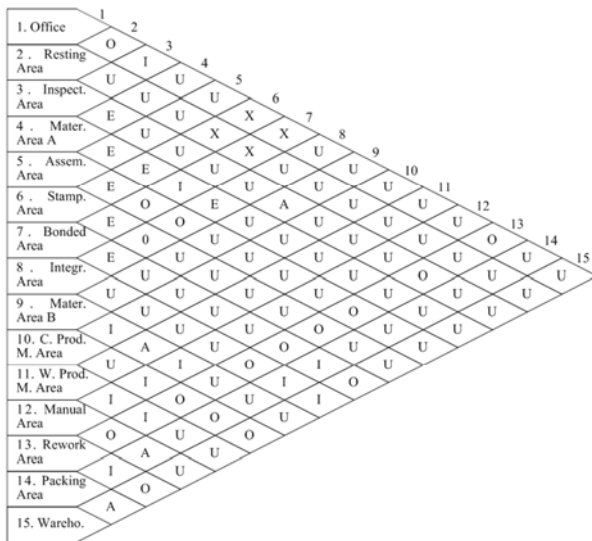 1
1. Office 2
O 3
2 . Resting I 4
Area
U U 5
3 . Inspect. U U 6
Area
E U X 7
4 . Mater. U X X 8
Area A
E U X U 9
5 . Assem. E U U U 10
Area
E I U U U 11
6 . Stamp. O E A U U 12
Area
E O U U U U 13
7 . Bonded 0 U U U U O 14
Area
E U U U U U U 15
8 . Integr. U U U U O U U
Area
U U U U U U U
9 . Mater. U U U O U U
Area B
I U U O U U
10. C. Prod. A U O U U
M. Area
U I O I U
11. W. Prod. I U I O
M. Area
I O U I
12. Manual I O U
Area
O U O
13. Rework A U
Area
I U
14. Packing O
Area
A
15. Wareho.